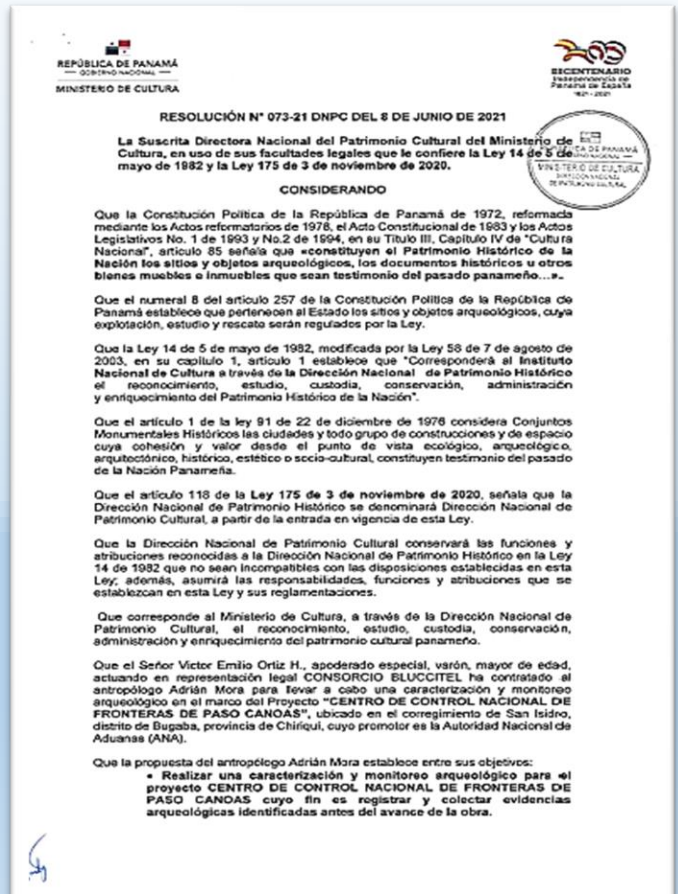 REPÚBLICA DE PANAMÁ
— GOBIERNO NACIONAL —
MINISTERIO DE CULTURA
BICENTENARIO
Independencia de
Panamá de España
1821 - 2021
RESOLUCIÓN N° 073-21 DNPC DEL 8 DE JUNIO DE 2021
REPÚBLICA DE PANAMÁ
— GOBIERNO NACIONAL —
MINISTERIO DE CULTURA
DIRECCIÓN NACIONAL
DE PATRIMONIO CULTURAL
La Suscrita Directora Nacional del Patrimonio Cultural del Ministerio de
Cultura, en uso de sus facultades legales que le confiere la Ley 14 de 5 de
mayo de 1982 y la Ley 175 de 3 de noviembre de 2020.
CONSIDERANDO
Que la Constitución Política de la República de Panamá de 1972, reformada
mediante los Actos reformatorios de 1978, el Acto Constitucional de 1983 y los Actos
Legislativos No. 1 de 1993 y No.2 de 1994, en su Título III, Capítulo IV de "Cultura
Nacional", artículo 85 señala que «constituyen el Patrimonio Histórico de la
Nación los sitios y objetos arqueológicos, los documentos históricos u otros
bienes muebles e inmuebles que sean testimonio del pasado panameño...».
Que el numeral 8 del artículo 257 de la Constitución Política de la República de
Panamá establece que pertenecen al Estado los sitios y objetos arqueológicos, cuya
explotación, estudio y rescate serán regulados por la Ley.
Que la Ley 14 de 5 de mayo de 1982, modificada por la Ley 58 de 7 de agosto de
2003, en su capítulo 1, artículo 1 establece que "Corresponderá al Instituto
Nacional de Cultura a través de la Dirección Nacional de Patrimonio Histórico
el reconocimiento, estudio, custodia, conservación, administración
y enriquecimiento del Patrimonio Histórico de la Nación".
Que el artículo 1 de la ley 91 de 22 de diciembre de 1976 considera Conjuntos
Monumentales Históricos las ciudades y todo grupo de construcciones y de espacio
cuya cohesión y valor desde el punto de vista ecológico, arqueológico,
arquitectónico, histórico, estético o socio-cultural, constituyen testimonio del pasado
de la Nación Panameña.
Que el artículo 118 de la Ley 175 de 3 de noviembre de 2020, señala que la
Dirección Nacional de Patrimonio Histórico se denominará Dirección Nacional de
Patrimonio Cultural, a partir de la entrada en vigencia de esta Ley.
Que la Dirección Nacional de Patrimonio Cultural conservará las funciones y
atribuciones reconocidas a la Dirección Nacional de Patrimonio Histórico en la Ley
14 de 1982 que no sean incompatibles con las disposiciones establecidas en esta
Ley; además, asumirá las responsabilidades, funciones y atribuciones que se
establezcan en esta Ley y sus reglamentaciones.
Que corresponde al Ministerio de Cultura, a través de la Dirección Nacional de
Patrimonio Cultural, el reconocimiento, estudio, custodia, conservación,
administración y enriquecimiento del patrimonio cultural panameño.
Que el Señor Victor Emilio Ortiz H., apoderado especial, varón, mayor de edad,
actuando en representación legal CONSORCIO BLUCCITEL ha contratado al
antropólogo Adrián Mora para llevar a cabo una caracterización y monitoreo
arqueológico en el marco del Proyecto "CENTRO DE CONTROL NACIONAL DE
FRONTERAS DE PASO CANOAS", ubicado en el corregimiento de San Isidro,
distrito de Bugaba, provincia de Chiriquí, cuyo promotor es la Autoridad Nacional de
Aduanas (ANA).
Que la propuesta del antropólogo Adrián Mora establece entre sus objetivos:
• Realizar una caracterización y monitoreo arqueológico para el
proyecto CENTRO DE CONTROL NACIONAL DE FRONTERAS DE
PASO CANOAS cuyo fin es registrar y colectar evidencias
arqueológicas identificadas antes del avance de la obra.